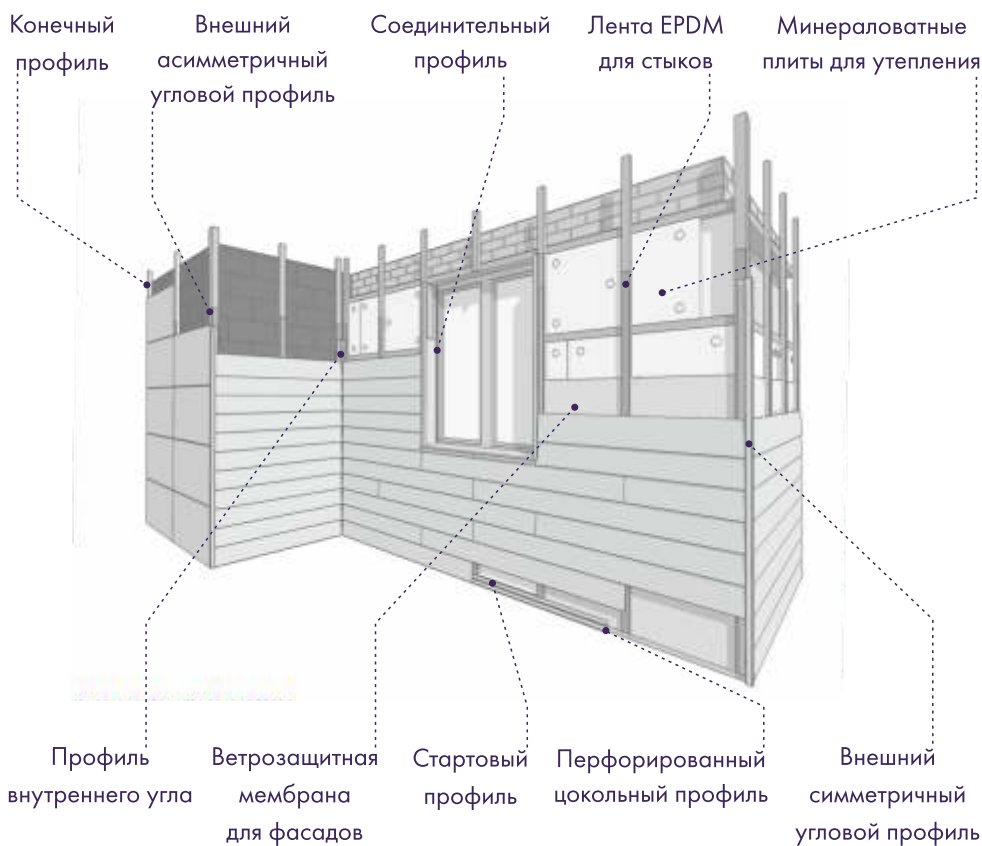 Конечный
профиль
Внешний
асимметричный
угловой профиль
Соединительный
профиль
Лента EPDM
для стыков
Минераловатные
плиты для утепления
Профиль
внутреннего угла
Ветрозащитная
мембрана
для фасадов
Стартовый
профиль
Перфорированный
цокольный профиль
Внешний
симметричный
угловой профиль